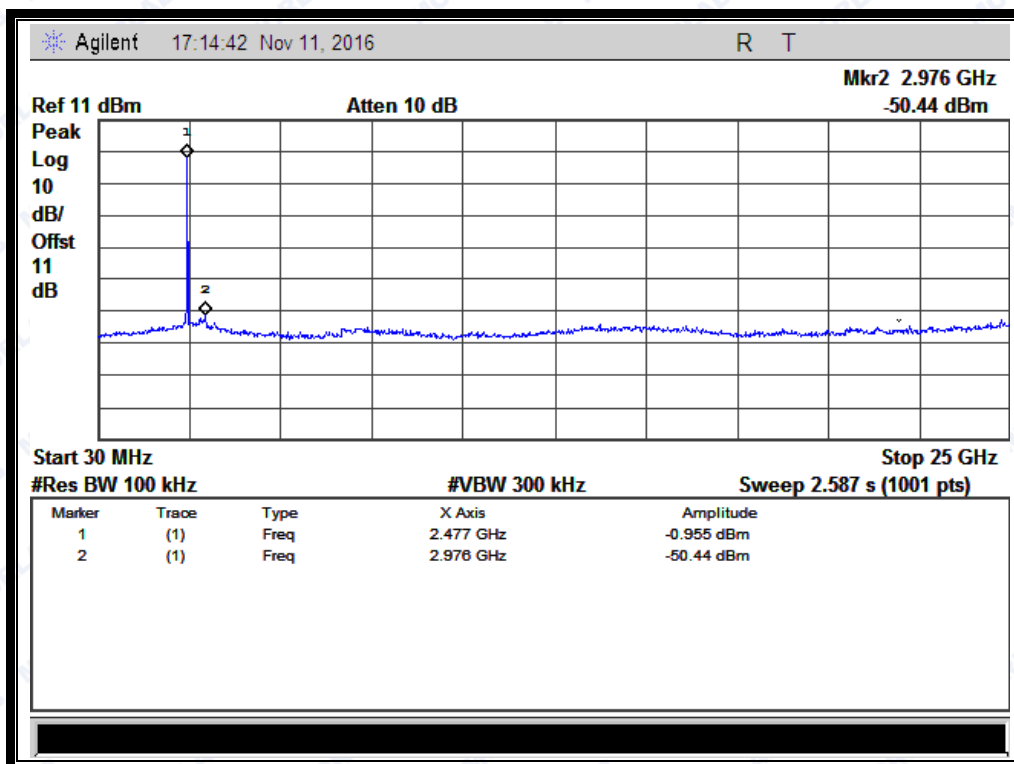 Agilent 17:14:42 Nov 11, 2016 R T
Mkr2 2.976 GHz
Ref 11 dBm Atten 10 dB -50.44 dBm
Peak
Log
10
dB/
Offst
11
dB
1
2
Start 30 MHz Stop 25 GHz
#Res BW 100 kHz #VBW 300 kHz Sweep 2.587 s (1001 pts)
Marker Trace Type X Axis Amplitude
1 (1) Freq 2.477 GHz -0.955 dBm
2 (1) Freq 2.976 GHz -50.44 dBm